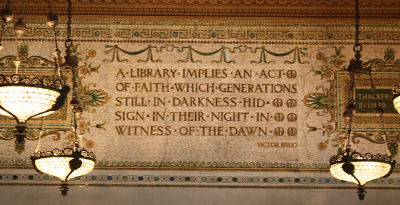 A · LIBRARY · IMPLIES · AN · ACT
OF · FAITH · WHICH · GENERATIONS
STILL · IN · DARKNESS · HID
SIGN · IN · THEIR · NIGHT · IN
WITNESS · OF · THE · DAWN ·
VICTOR HUGO
THACKER